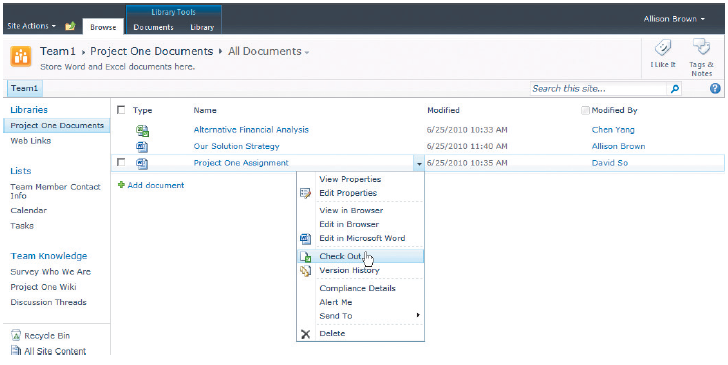 Library Tools
Allison Brown
Site Actions
Browse
Documents
Library
Team1 Project One Documents All Documents
Store Word and Excel documents here.
I Like It
Tags & Notes
Team1
Search this site...
Libraries
Project One Documents
Web Links
Lists
Team Member Contact
Info
Calendar
Tasks
Team Knowledge
Survey Who We Are
Project One Wiki
Discussion Threads
Recycle Bin
All Site Content
Type Name Modified Modified By
Alternative Financial Analysis 6/25/2010 10:33 AM Chen Yang
Our Solution Strategy 6/25/2010 11:40 AM Allison Brown
Project One Assignment 6/25/2010 10:35 AM David So
Add document
View Properties
Edit Properties
View in Browser
Edit in Browser
Edit in Microsoft Word
Check Out
Version History
Compliance Details
Alert Me
Send To
Delete